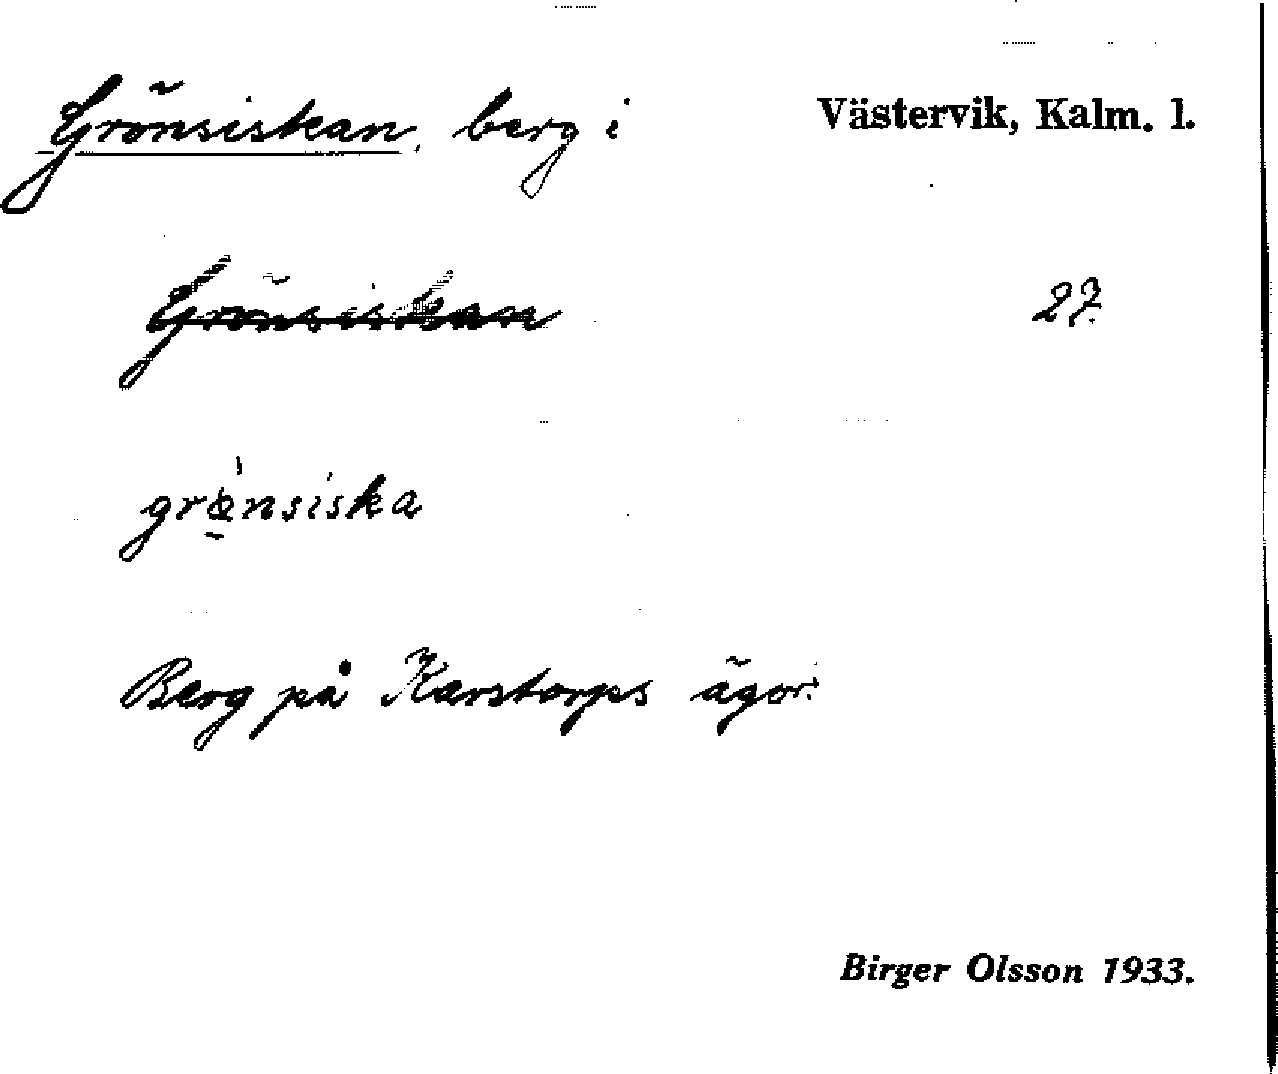 Grönsiskan, berg i Västervik, Kalm. l.
Grönsiskan 27.
grönsiska
Berg på Karstorps ägor.
Birger Olsson 1933.